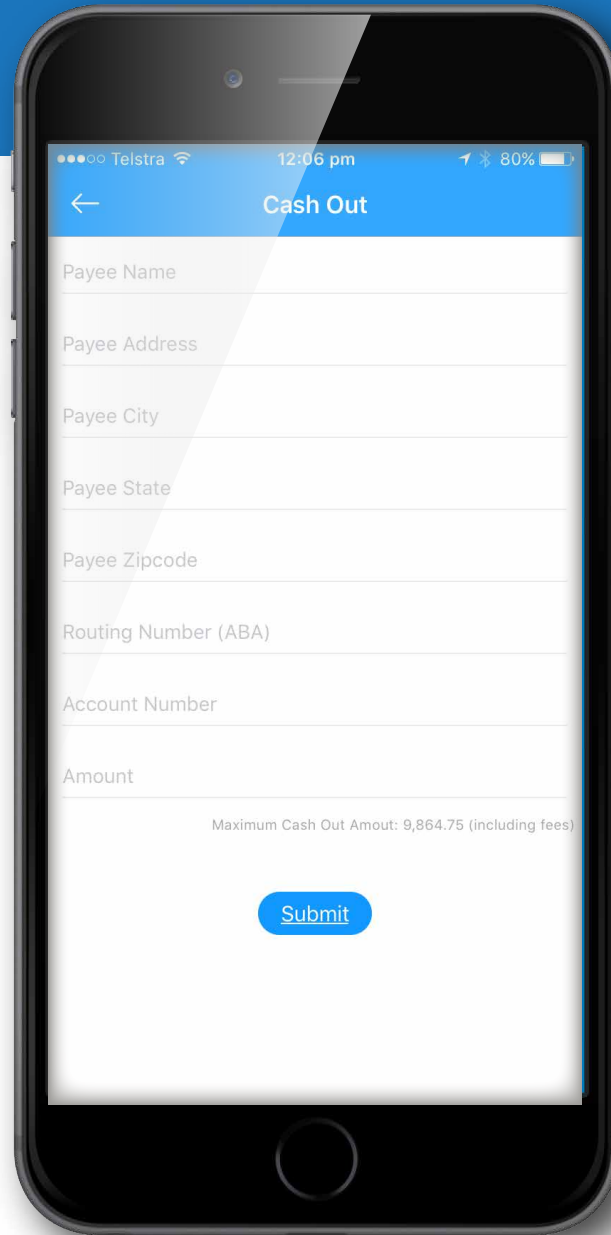 Telstra 12:06 pm 80%
Cash Out
Payee Name
Payee Address
Payee City
Payee State
Payee Zipcode
Routing Number (ABA)
Account Number
Amount
Maximum Cash Out Amout: 9,864.75 (including fees)
Submit